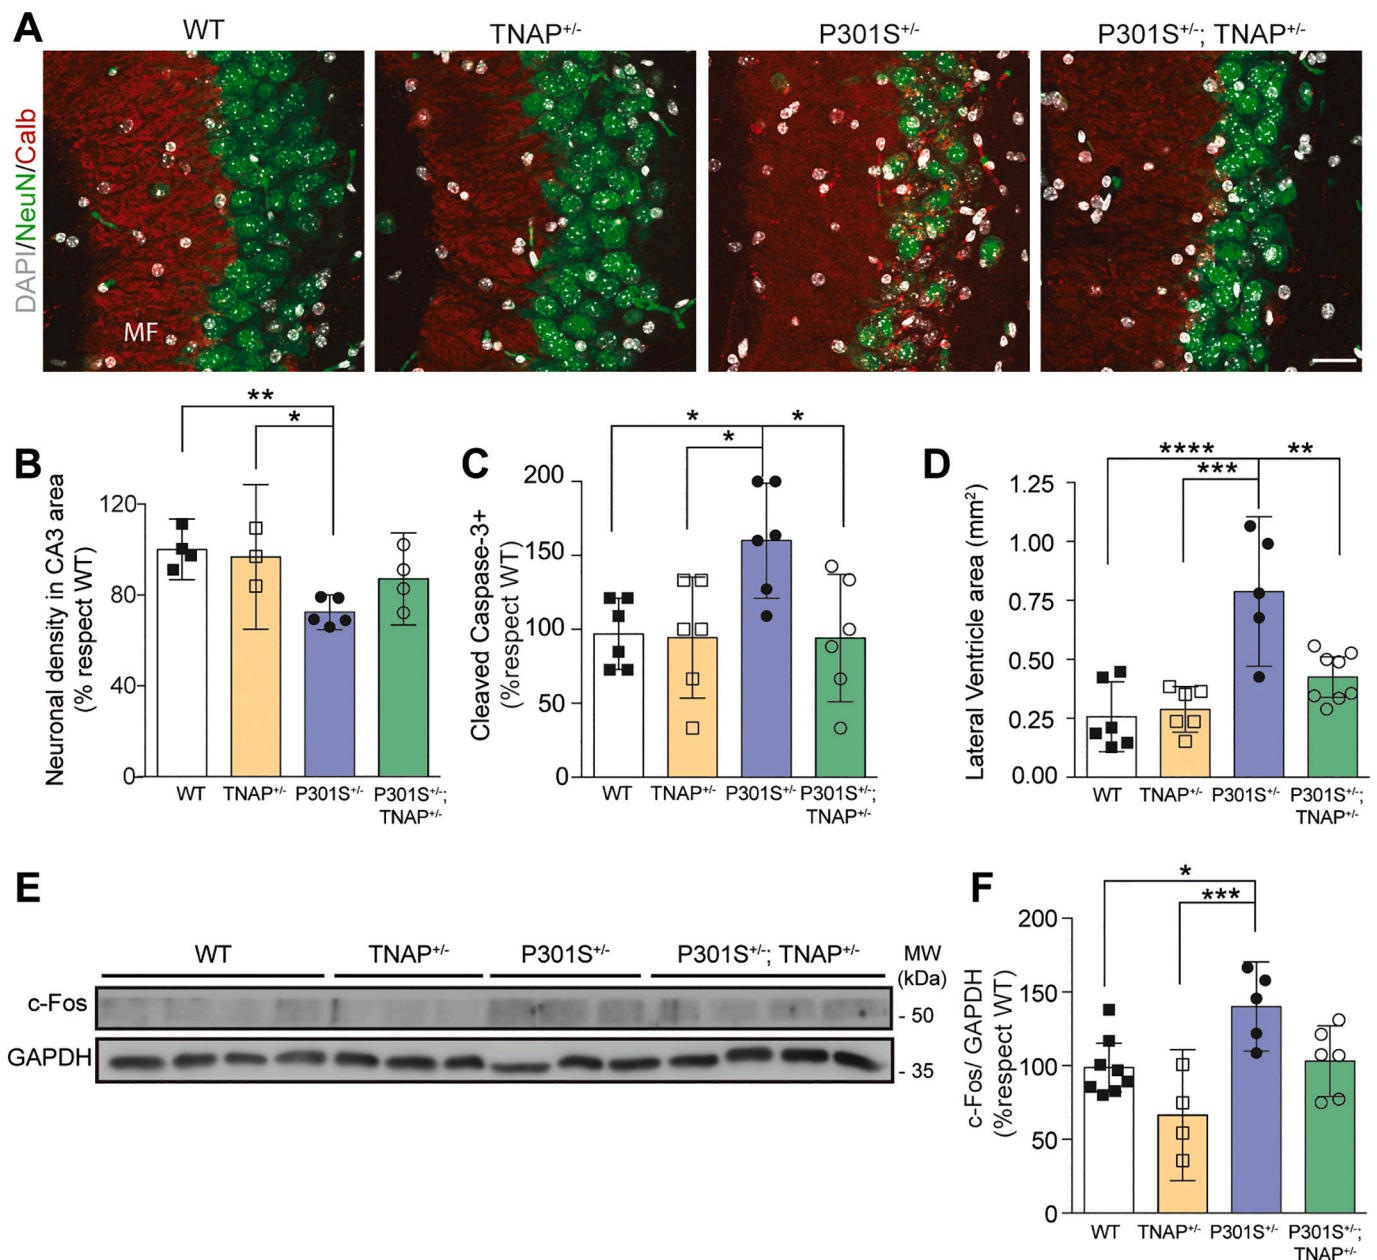 A
WT
TNAP+/-
P301S+/-
P301S+/-; TNAP+/-
DAPI/NeuN/Calb
MF
B
Neuronal density in CA3 area
(% respect WT)
**
*
120
80
40
0
WT
TNAP+/-
P301S+/-
P301S+/-;
TNAP+/-
C
Cleaved Caspase-3+
(%respect WT)
*
*
*
200
150
100
50
0
WT
TNAP+/-
P301S+/-
P301S+/-;
TNAP+/-
D
Lateral Ventricle area (mm2)
****
**
***
1.25
1.00
0.75
0.50
0.25
0.00
WT
TNAP+/-
P301S+/-
P301S+/-;
TNAP+/-
E
WT
TNAP+/-
P301S+/-
P301S+/-; TNAP+/-
MW
(kDa)
c-Fos
- 50
GAPDH
- 35
F
c-Fos/ GAPDH
(%respect WT)
*
***
200
150
100
50
0
WT
TNAP+/-
P301S+/-
P301S+/-;
TNAP+/-